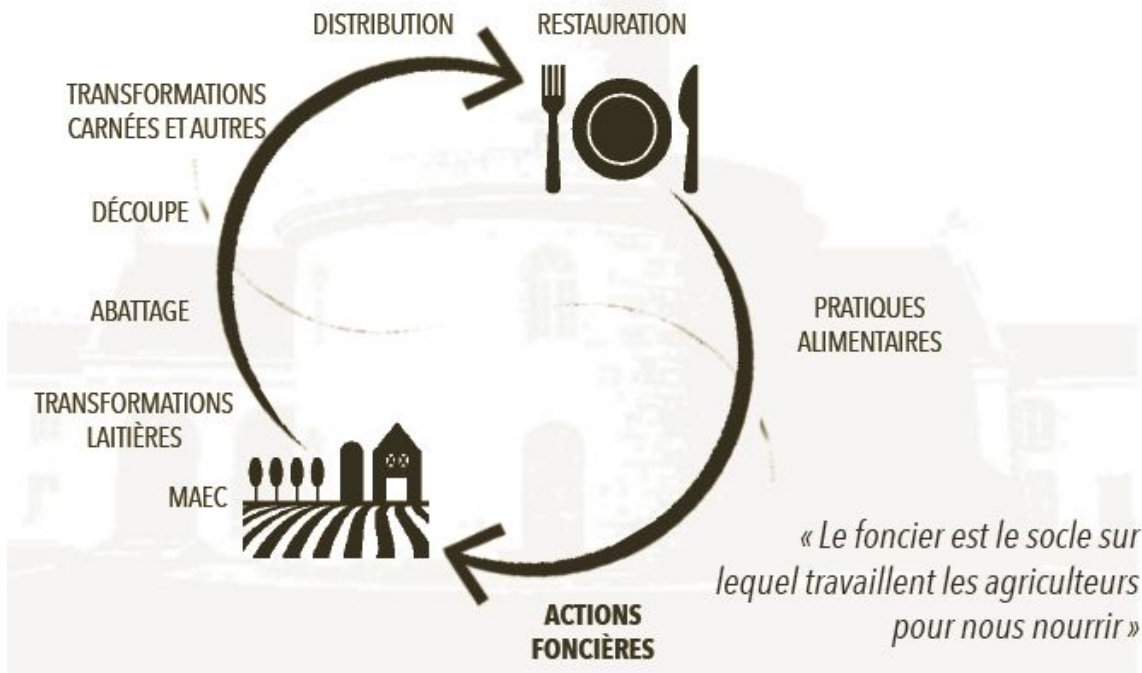 DISTRIBUTION
RESTAURATION
TRANSFORMATIONS
CARNÉES ET AUTRES
DÉCOUPE
ABATTAGE
PRATIQUES
ALIMENTAIRES
TRANSFORMATIONS
LAITIÈRES
MAEC
« Le foncier est le socle sur
lequel travaillent les agriculteurs
pour nous nourrir »
ACTIONS
FONCIÈRES